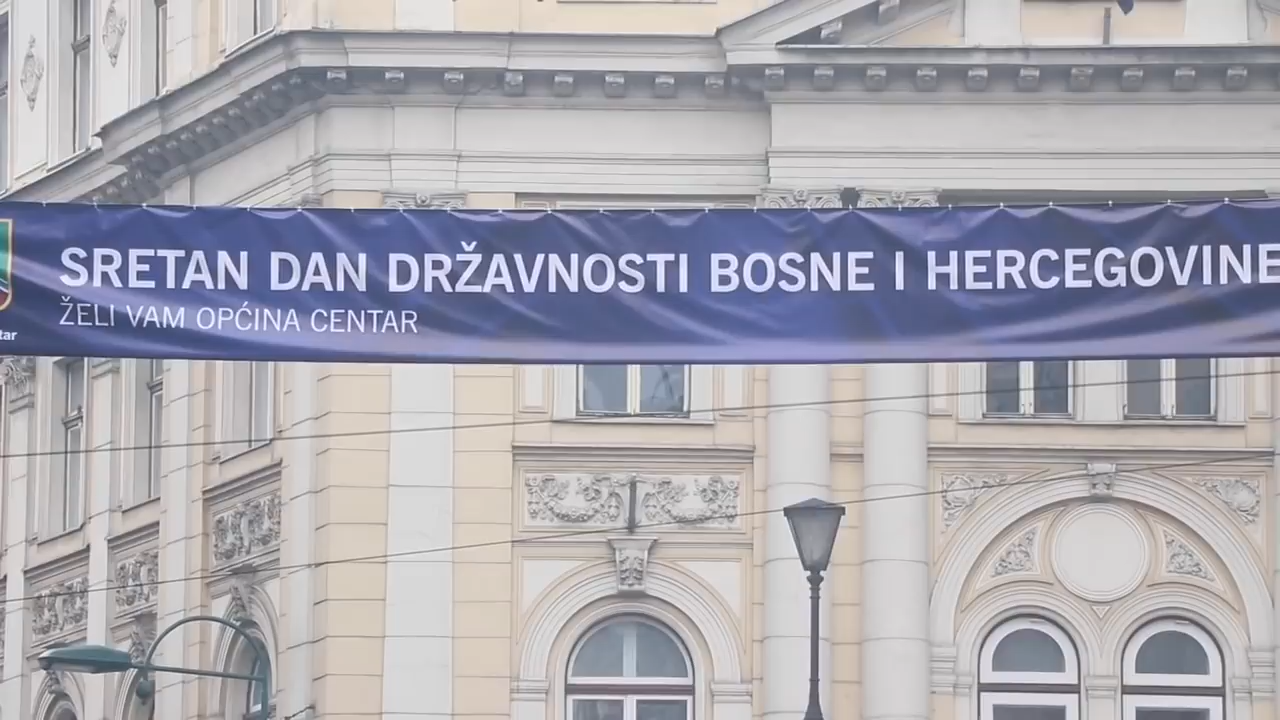 SRETAN DAN DRŽAVNOSTI BOSNE I HERCEGOVINE
ŽELI VAM OPĆINA CENTAR